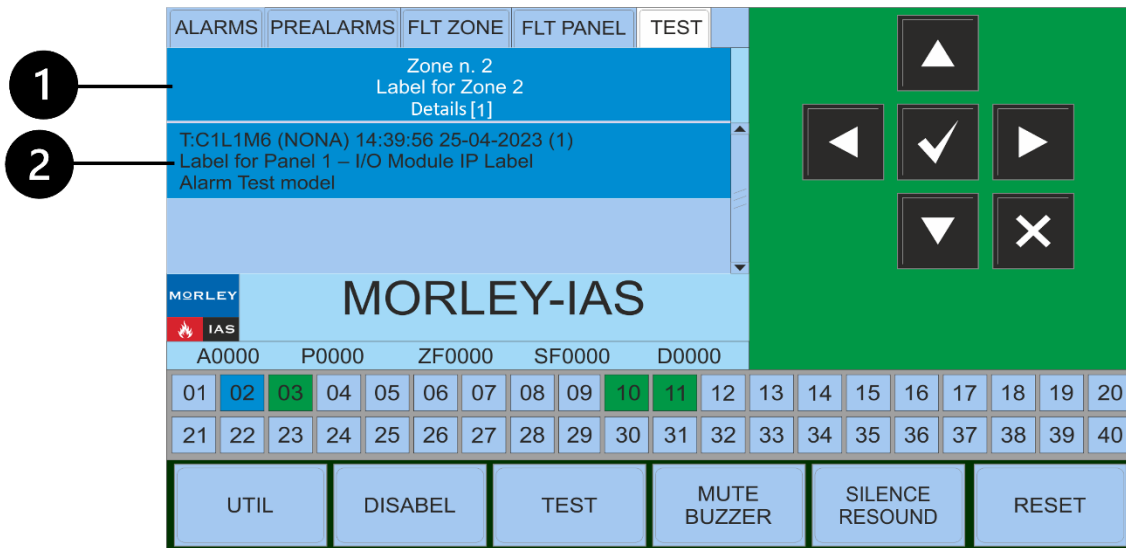 ALARMS PREALARMS FLT ZONE FLT PANEL TEST
1
Zone n. 2
Label for Zone 2
Details [1]
2
T:C1L1M6 (NONA) 14:39:56 25-04-2023 (1)
Label for Panel 1 – I/O Module IP Label
Alarm Test model
MORLEY
IAS
MORLEY-IAS
A0000 P0000 ZF0000 SF0000 D0000
01 02 03 04 05 06 07 08 09 10 11 12 13 14 15 16 17 18 19 20
21 22 23 24 25 26 27 28 29 30 31 32 33 34 35 36 37 38 39 40
UTIL DISABEL TEST MUTE BUZZER SILENCE RESOUND RESET